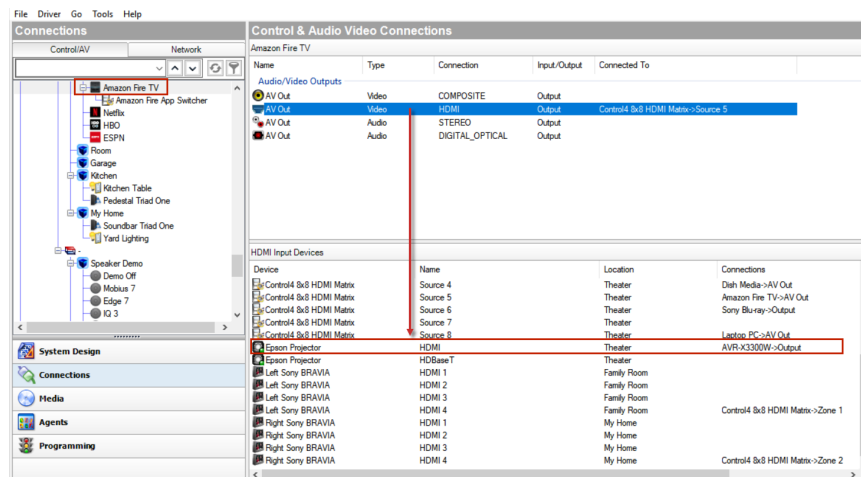 File Driver Go Tools Help
Connections
Control/AV Network
Amazon Fire TV
Amazon Fire App Switcher
Netflix
HBO
ESPN
Room
Garage
Kitchen
Kitchen Table
Pedestal Triad One
My Home
Soundbar Triad One
Yard Lighting
-
Speaker Demo
Demo Off
Mobius 7
Edge 7
IQ 3
System Design
Connections
Media
Agents
Programming
Control & Audio Video Connections
Amazon Fire TV
Name Type Connection Input/Output Connected To
Audio/Video Outputs
AV Out Video COMPOSITE Output
AV Out Video HDMI Output Control4 8x8 HDMI Matrix->Source 5
AV Out Audio STEREO Output
AV Out Audio DIGITAL_OPTICAL Output
HDMI Input Devices
Device Name Location Connections
Control4 8x8 HDMI Matrix Source 4 Theater Dish Media->AV Out
Control4 8x8 HDMI Matrix Source 5 Theater Amazon Fire TV->AV Out
Control4 8x8 HDMI Matrix Source 6 Theater Sony Blu-ray->Output
Control4 8x8 HDMI Matrix Source 7 Theater
Control4 8x8 HDMI Matrix Source 8 Theater Laptop PC->AV Out
Epson Projector HDMI Theater AVR-X3300W->Output
Epson Projector HDBaseT Theater
Left Sony BRAVIA HDMI 1 Family Room
Left Sony BRAVIA HDMI 2 Family Room
Left Sony BRAVIA HDMI 3 Family Room
Left Sony BRAVIA HDMI 4 Family Room Control4 8x8 HDMI Matrix->Zone 1
Right Sony BRAVIA HDMI 1 My Home
Right Sony BRAVIA HDMI 2 My Home
Right Sony BRAVIA HDMI 3 My Home
Right Sony BRAVIA HDMI 4 My Home Control4 8x8 HDMI Matrix->Zone 2